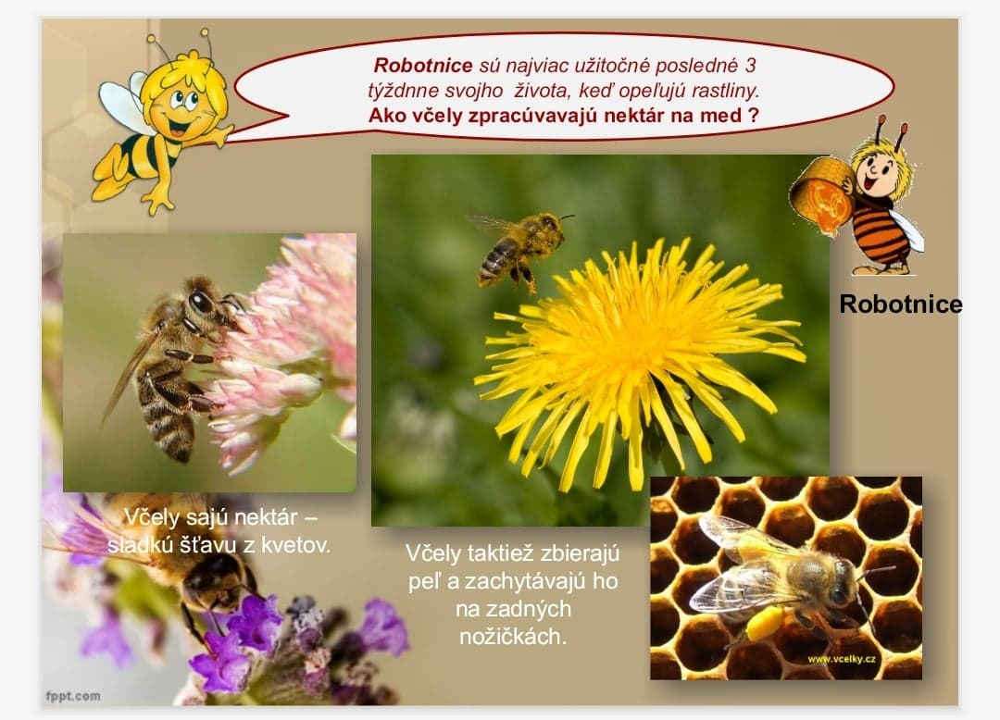 Robotnice sú najviac užitočné posledné 3
týždnne svojho života, keď opeľujú rastliny.
Ako včely zpracúvavajú nektár na med ?
Robotnice
Včely sajú nektár –
sladkú šťavu z kvetov.
Včely taktiež zbierajú
peľ a zachytávajú ho
na zadných
nožičkách.
www.vcelky.cz
fppt.com